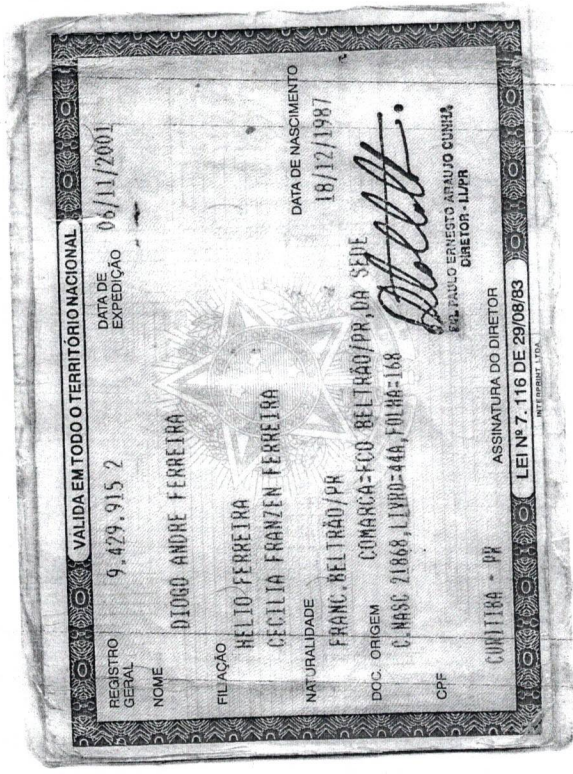 VALIDA EM TODO O TERRITÓRIO NACIONAL
REGISTRO GERAL 9.429.915 2 DATA DE EXPEDIÇÃO 06/11/2001
NOME
DIOGO ANDRE FERREIRA
FILIAÇÃO
HELIO FERREIRA
CECILIA FRANZEN FERREIRA
NATURALIDADE DATA DE NASCIMENTO
FRANC.BELTRÃO/PR 18/12/1987
DOC. ORIGEM COMARCA=FCO BELTRÃO/PR,DA SEDE
C.NASC 21868,LIVRO=44A,FOLHA=168
CPF
CURITIBA - PR
PAULO ERNESTO ARAUJO CUNHA
DIRETOR - II/PR
ASSINATURA DO DIRETOR
LEI Nº 7. 116 DE 29/08/83
INTERPRINT LTDA